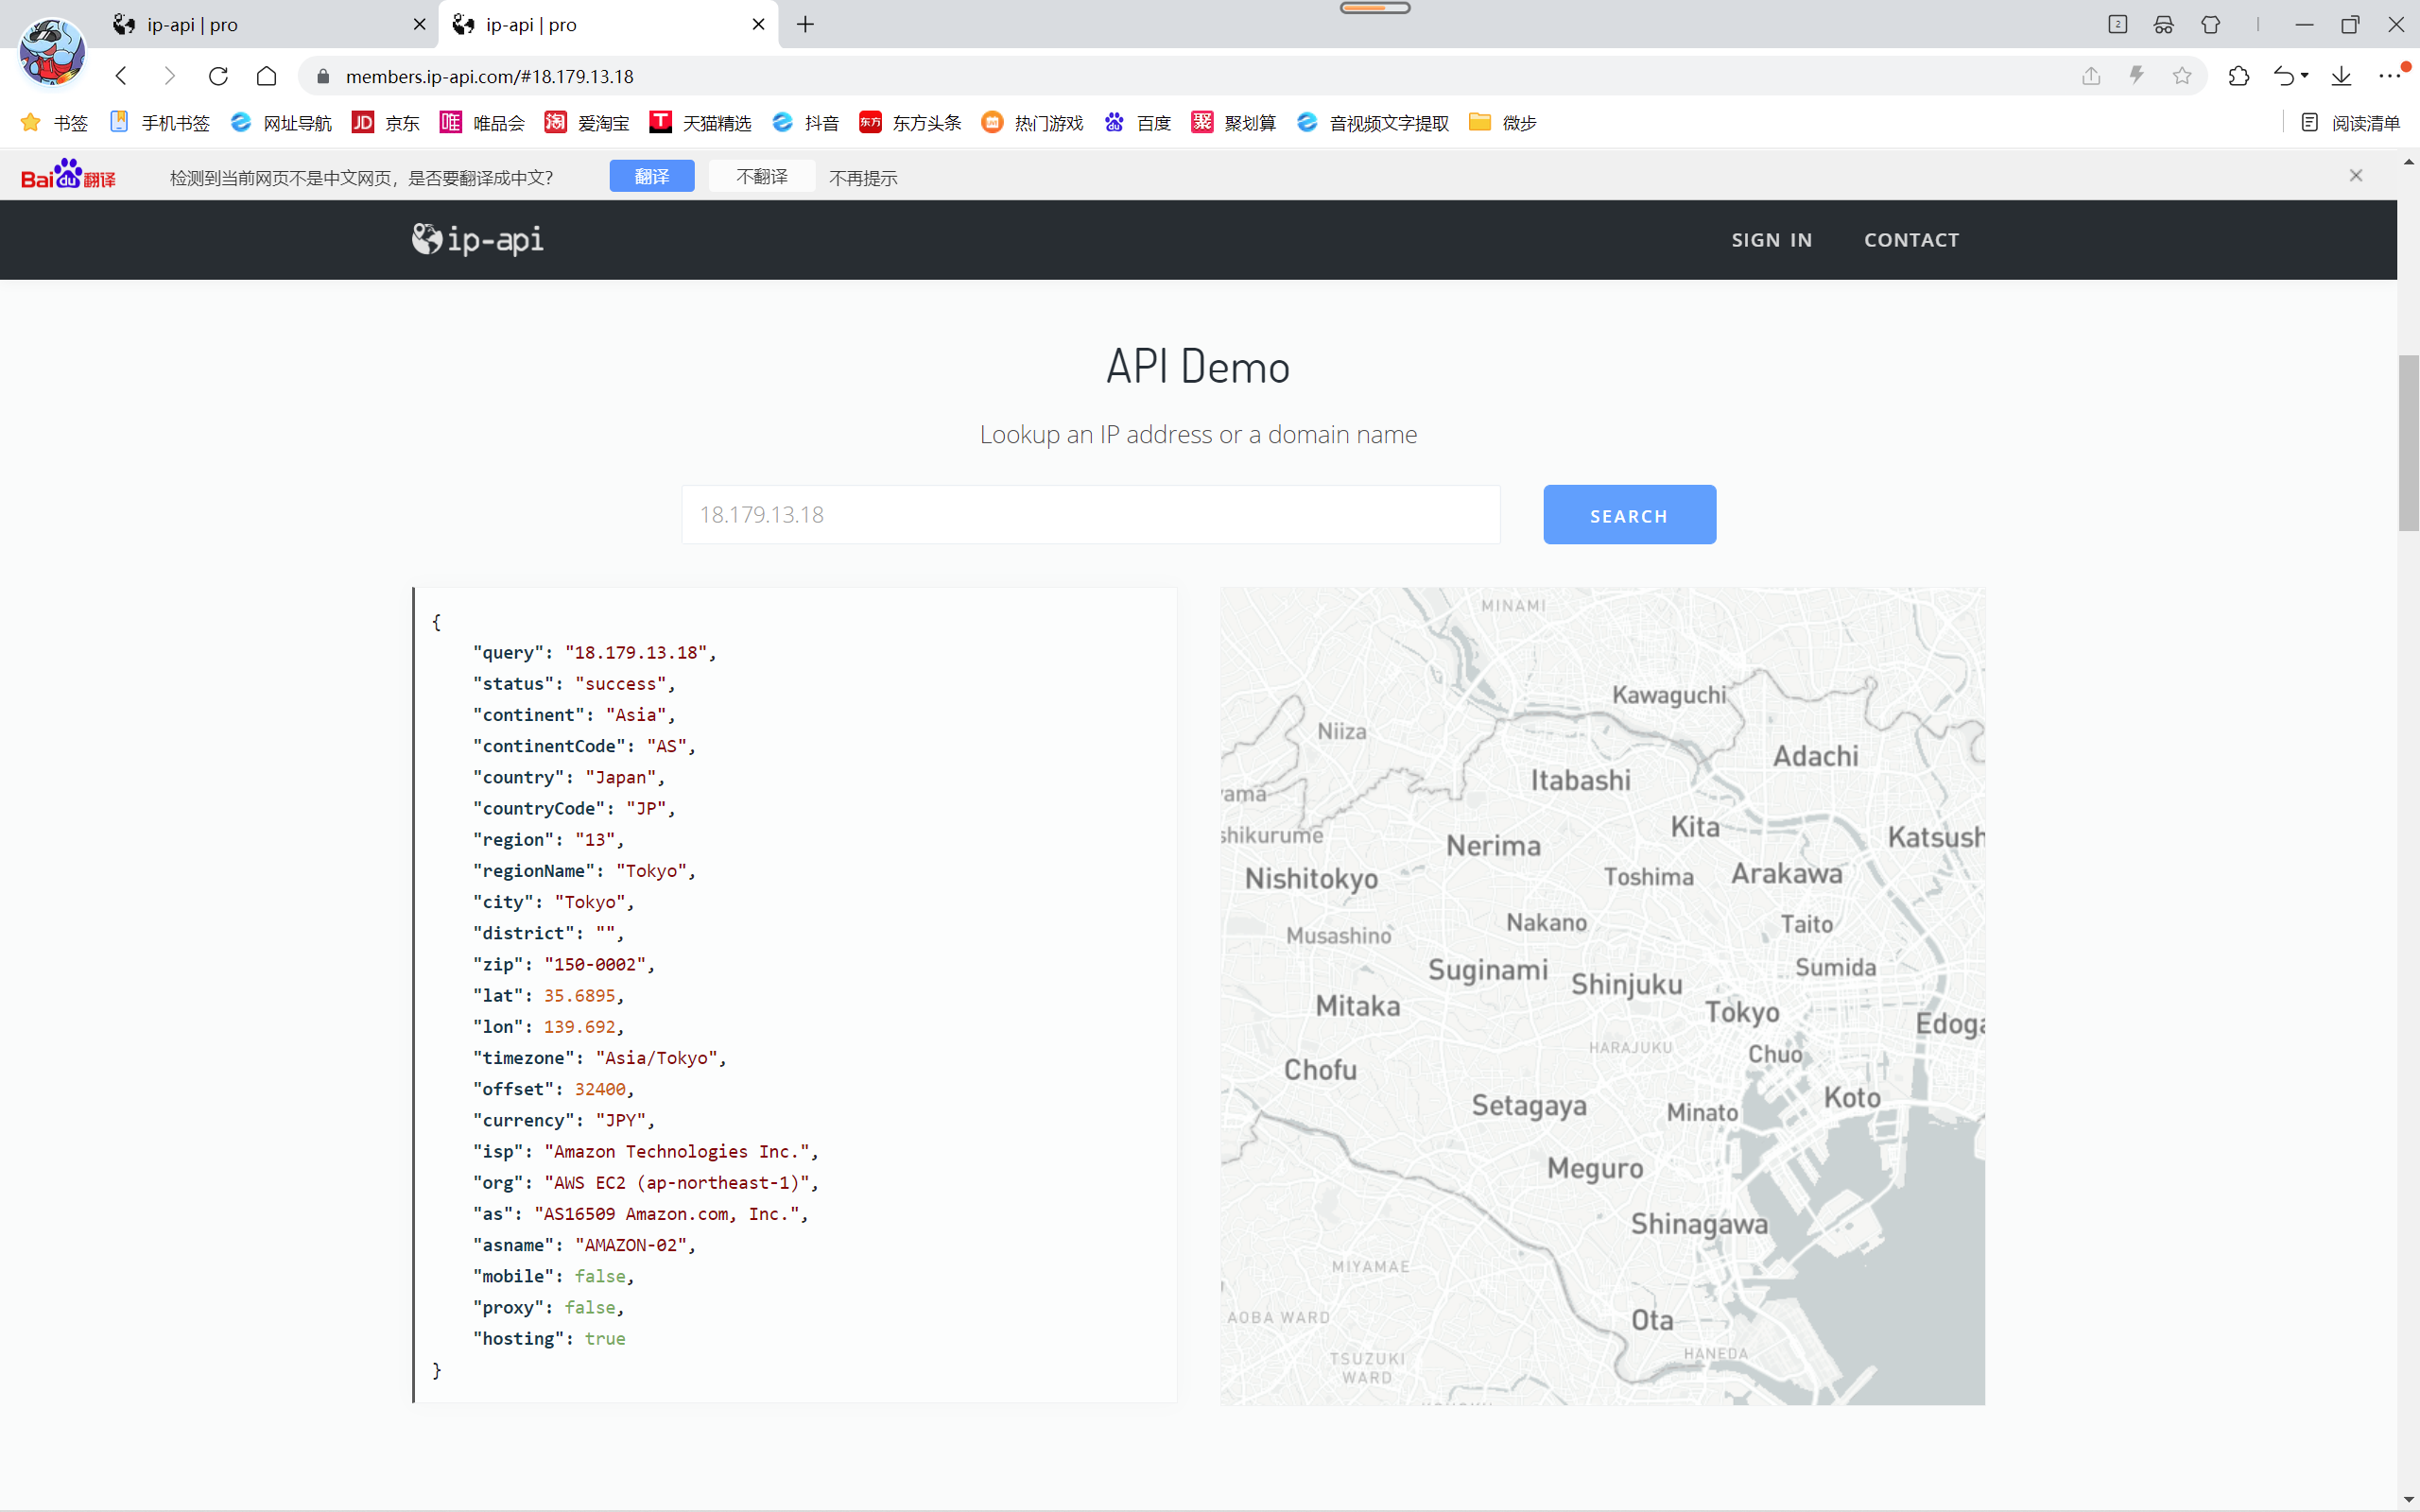 ip-api | pro
ip-api | pro
2
members.ip-api.com/#18.179.13.18
书签 手机书签 网址导航 JD 京东 唯 唯品会 淘 爱淘宝 T 天猫精选 抖音 东方 东方头条 热门游戏 百度 聚 聚划算 音视频文字提取 微步 阅读清单
Bai du 翻译 检测到当前网页不是中文网页，是否要翻译成中文? 翻译 不翻译 不再提示
ip-api SIGN IN CONTACT
API Demo
Lookup an IP address or a domain name
18.179.13.18 SEARCH
{
"query": "18.179.13.18",
"status": "success",
"continent": "Asia",
"continentCode": "AS",
"country": "Japan",
"countryCode": "JP",
"region": "13",
"regionName": "Tokyo",
"city": "Tokyo",
"district": "",
"zip": "150-0002",
"lat": 35.6895,
"lon": 139.692,
"timezone": "Asia/Tokyo",
"offset": 32400,
"currency": "JPY",
"isp": "Amazon Technologies Inc.",
"org": "AWS EC2 (ap-northeast-1)",
"as": "AS16509 Amazon.com, Inc.",
"asname": "AMAZON-02",
"mobile": false,
"proxy": false,
"hosting": true
}
MINAMI
Kawaguchi
Niiza
Adachi
Itabashi
yama
Kita
shikurume
Katsush
Nerima
Nishitokyo
Toshima
Arakawa
Nakano
Taito
Musashino
Suginami
Sumida
Shinjuku
Mitaka
Tokyo
Edoga
HARAJUKU
Chuo
Chofu
Koto
Setagaya
Minato
Meguro
Shinagawa
MIYAMAE
AOBA WARD
Ota
HANEDA
TSUZUKI
WARD